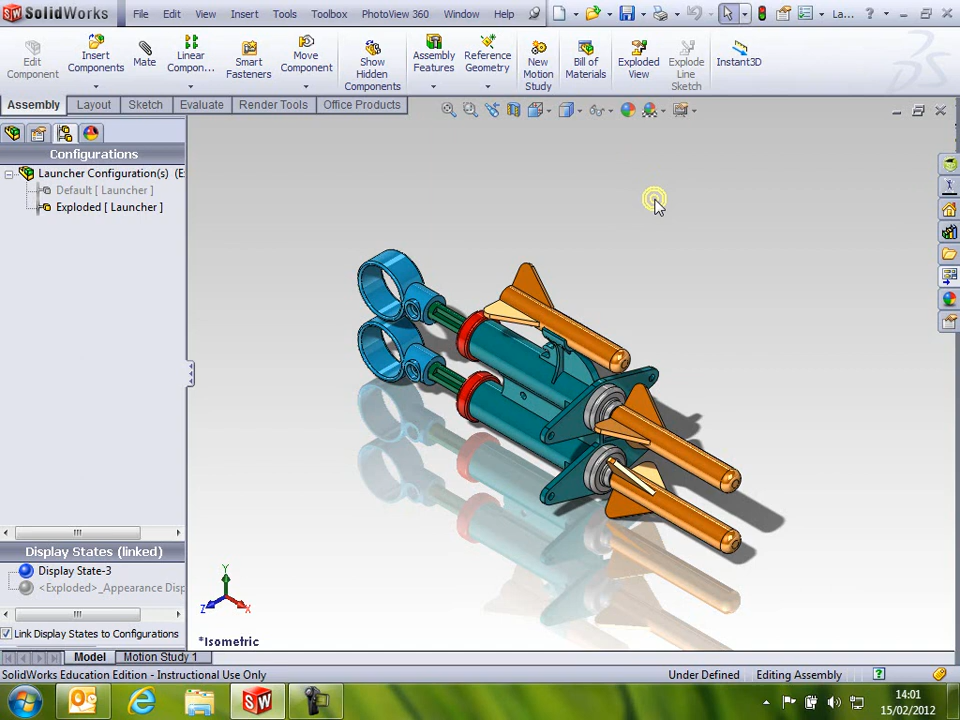 SolidWorks File Edit View Insert Tools Toolbox PhotoView 360 Window Help La... ?
Edit Component
Insert Components
Mate
Linear Compon...
Smart Fasteners
Move Component
Show Hidden Components
Assembly Features
Reference Geometry
New Motion Study
Bill of Materials
Exploded View
Explode Line Sketch
Instant3D
Assembly Layout Sketch Evaluate Render Tools Office Products
Configurations
Launcher Configuration(s) (E
Default [ Launcher ]
Exploded [ Launcher ]
Display States (linked)
Display State-3
<Exploded>_Appearance Disp
Link Display States to Configurations
Y
Z X
*Isometric
Model Motion Study 1
SolidWorks Education Edition - Instructional Use Only Under Defined Editing Assembly ?
14:01
15/02/2012